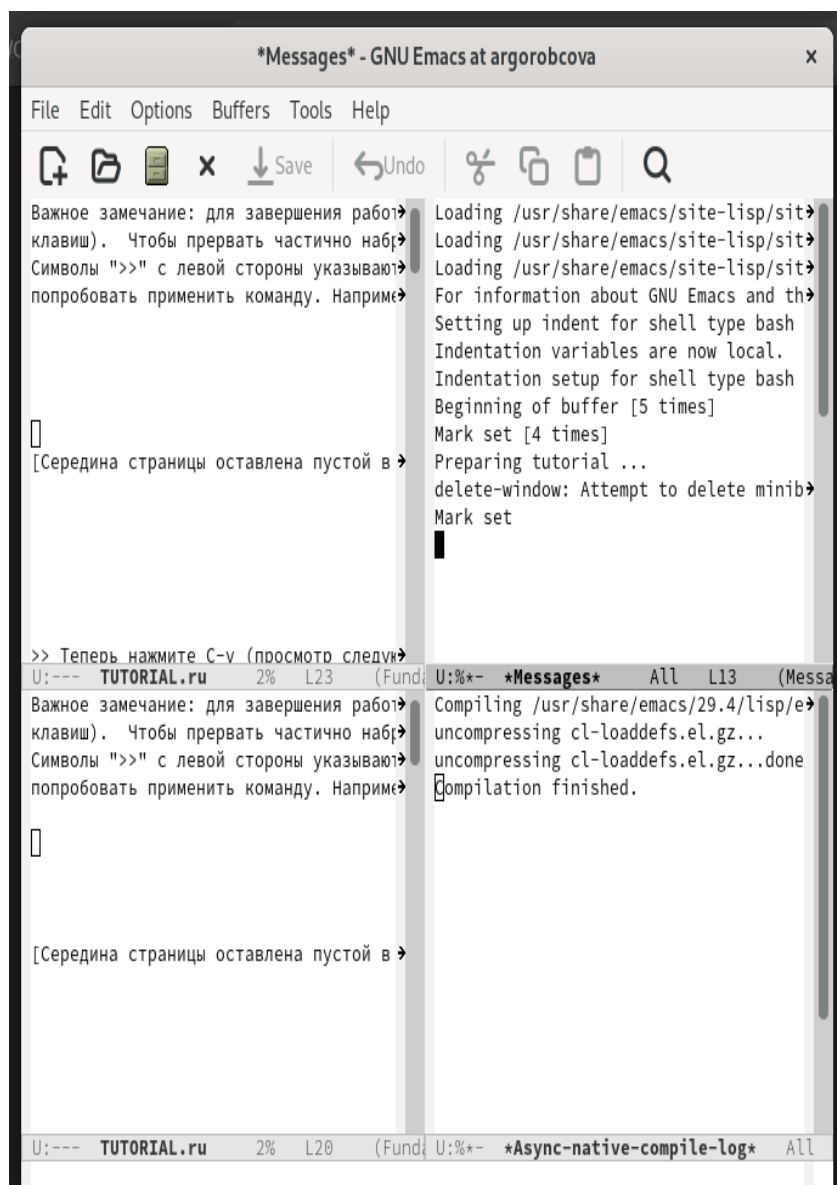 *Messages* - GNU Emacs at argorobcova
File Edit Options Buffers Tools Help
Save Undo
Важное замечание: для завершения работ
клавиш).  Чтобы прервать частично наб
Символы ">>" с левой стороны указывают
попробовать применить команду. Наприм
[Середина страницы оставлена пустой в
>> Теперь нажмите C-v (просмотр следую
U:---  TUTORIAL.ru  2%  L23  (Funda
Loading /usr/share/emacs/site-lisp/sit
Loading /usr/share/emacs/site-lisp/sit
Loading /usr/share/emacs/site-lisp/sit
For information about GNU Emacs and th
Setting up indent for shell type bash
Indentation variables are now local.
Indentation setup for shell type bash
Beginning of buffer [5 times]
Mark set [4 times]
Preparing tutorial ...
delete-window: Attempt to delete minib
Mark set
U:%*-  *Messages*  All  L13  (Messa
Важное замечание: для завершения работ
клавиш).  Чтобы прервать частично наб
Символы ">>" с левой стороны указывают
попробовать применить команду. Наприм
[Середина страницы оставлена пустой в
U:---  TUTORIAL.ru  2%  L20  (Funda
Compiling /usr/share/emacs/29.4/lisp/e
uncompressing cl-loaddefs.el.gz...
uncompressing cl-loaddefs.el.gz...done
Compilation finished.
U:%*-  *Async-native-compile-log*  All